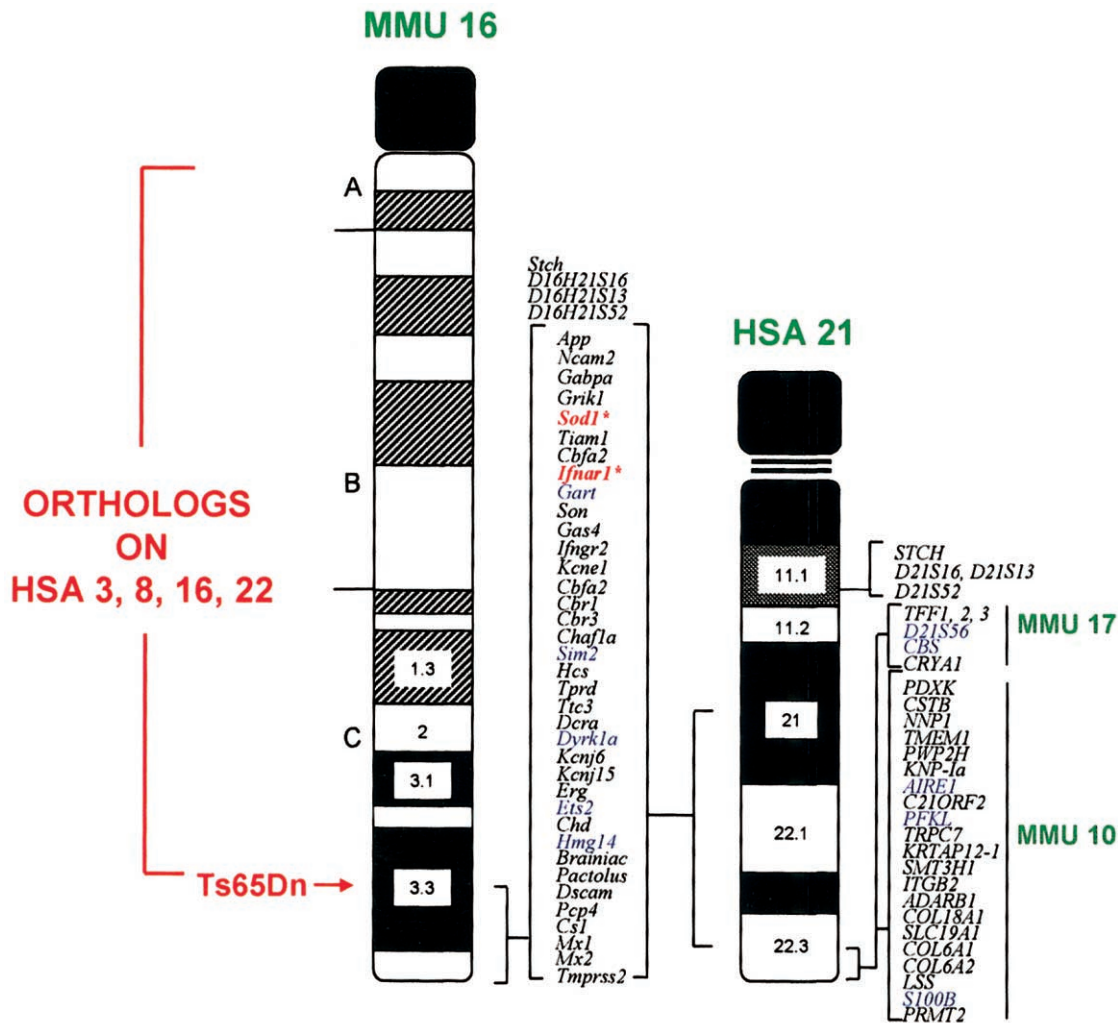 MMU 16
A
B
C
1.3
2
3.1
3.3
ORTHOLOGS
ON
HSA 3, 8, 16, 22
Ts65Dn
Stch
D16H21S16
D16H21S13
D16H21S52
App
Ncam2
Gabpa
Grik1
Sod1*
Tiam1
Cbfa2
Ifnar1*
Gart
Son
Gas4
Ifngr2
Kcne1
Cbfa2
Cbr1
Cbr3
Chaf1a
Sim2
Hcs
Tprd
Ttc3
Dcra
Dyrk1a
Kcnj6
Kcnj15
Erg
Ets2
Chd
Hmg14
Brainiac
Pactolus
Dscam
Pcp4
Cs1
Mx1
Mx2
Tmprss2
HSA 21
11.1
11.2
21
22.1
22.3
STCH
D21S16, D21S13
D21S52
TFF1, 2, 3
D21S56
CBS
CRYA1
MMU 17
PDXK
CSTB
NNP1
TMEM1
PWP2H
KNP-Ia
AIRE1
C21ORF2
PFKL
TRPC7
KRTAP12-1
SMT3H1
ITGB2
ADARB1
COL18A1
SLC19A1
COL6A1
COL6A2
LSS
S100B
PRMT2
MMU 10